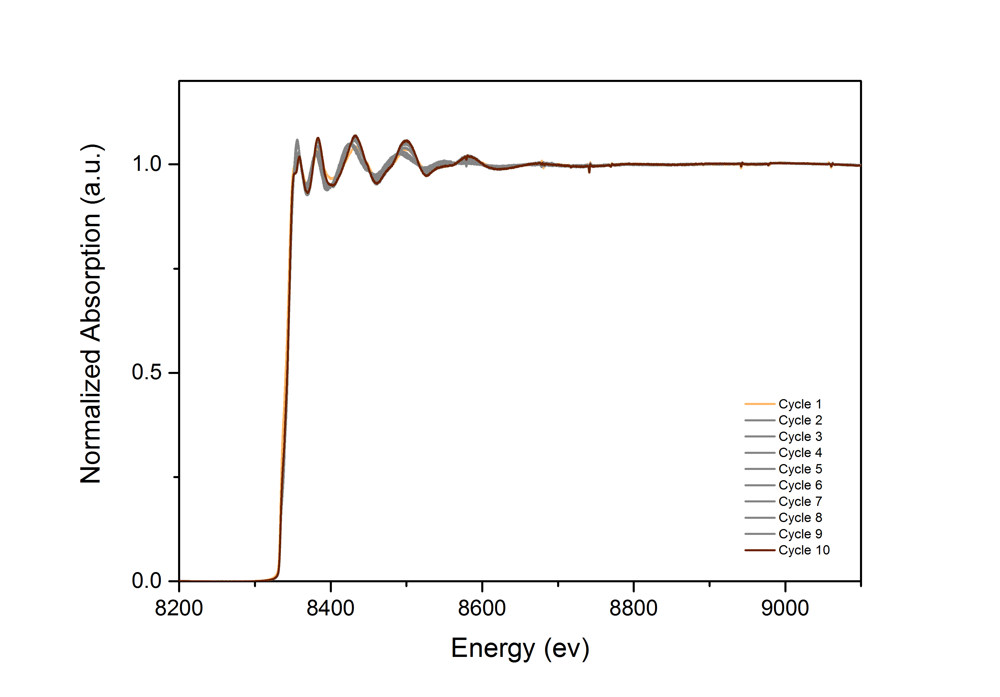 Normalized Absorption (a.u.)
1.0
0.5
0.0
8200
8400
8600
8800
9000
Energy (ev)
Cycle 1
Cycle 2
Cycle 3
Cycle 4
Cycle 5
Cycle 6
Cycle 7
Cycle 8
Cycle 9
Cycle 10